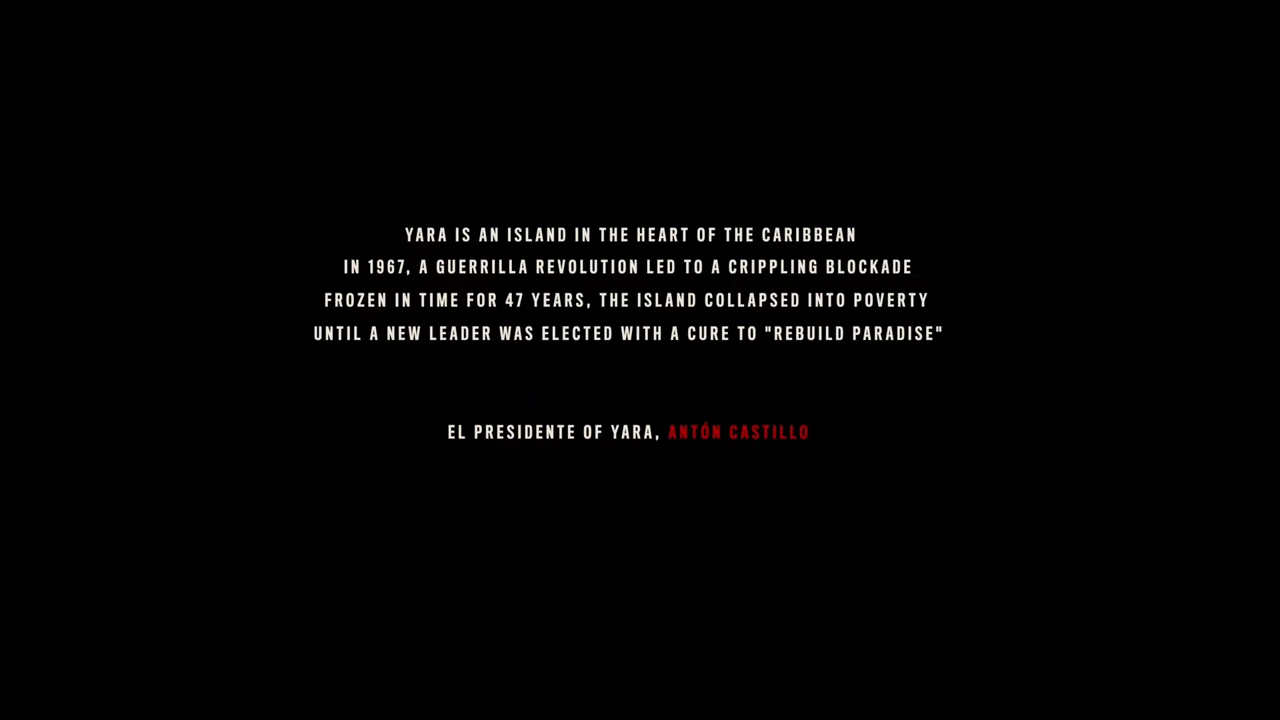 YARA IS AN ISLAND IN THE HEART OF THE CARIBBEAN
IN 1967, A GUERRILLA REVOLUTION LED TO A CRIPPLING BLOCKADE
FROZEN IN TIME FOR 47 YEARS, THE ISLAND COLLAPSED INTO POVERTY
UNTIL A NEW LEADER WAS ELECTED WITH A CURE TO "REBUILD PARADISE"
EL PRESIDENTE OF YARA, ANTÓN CASTILLO